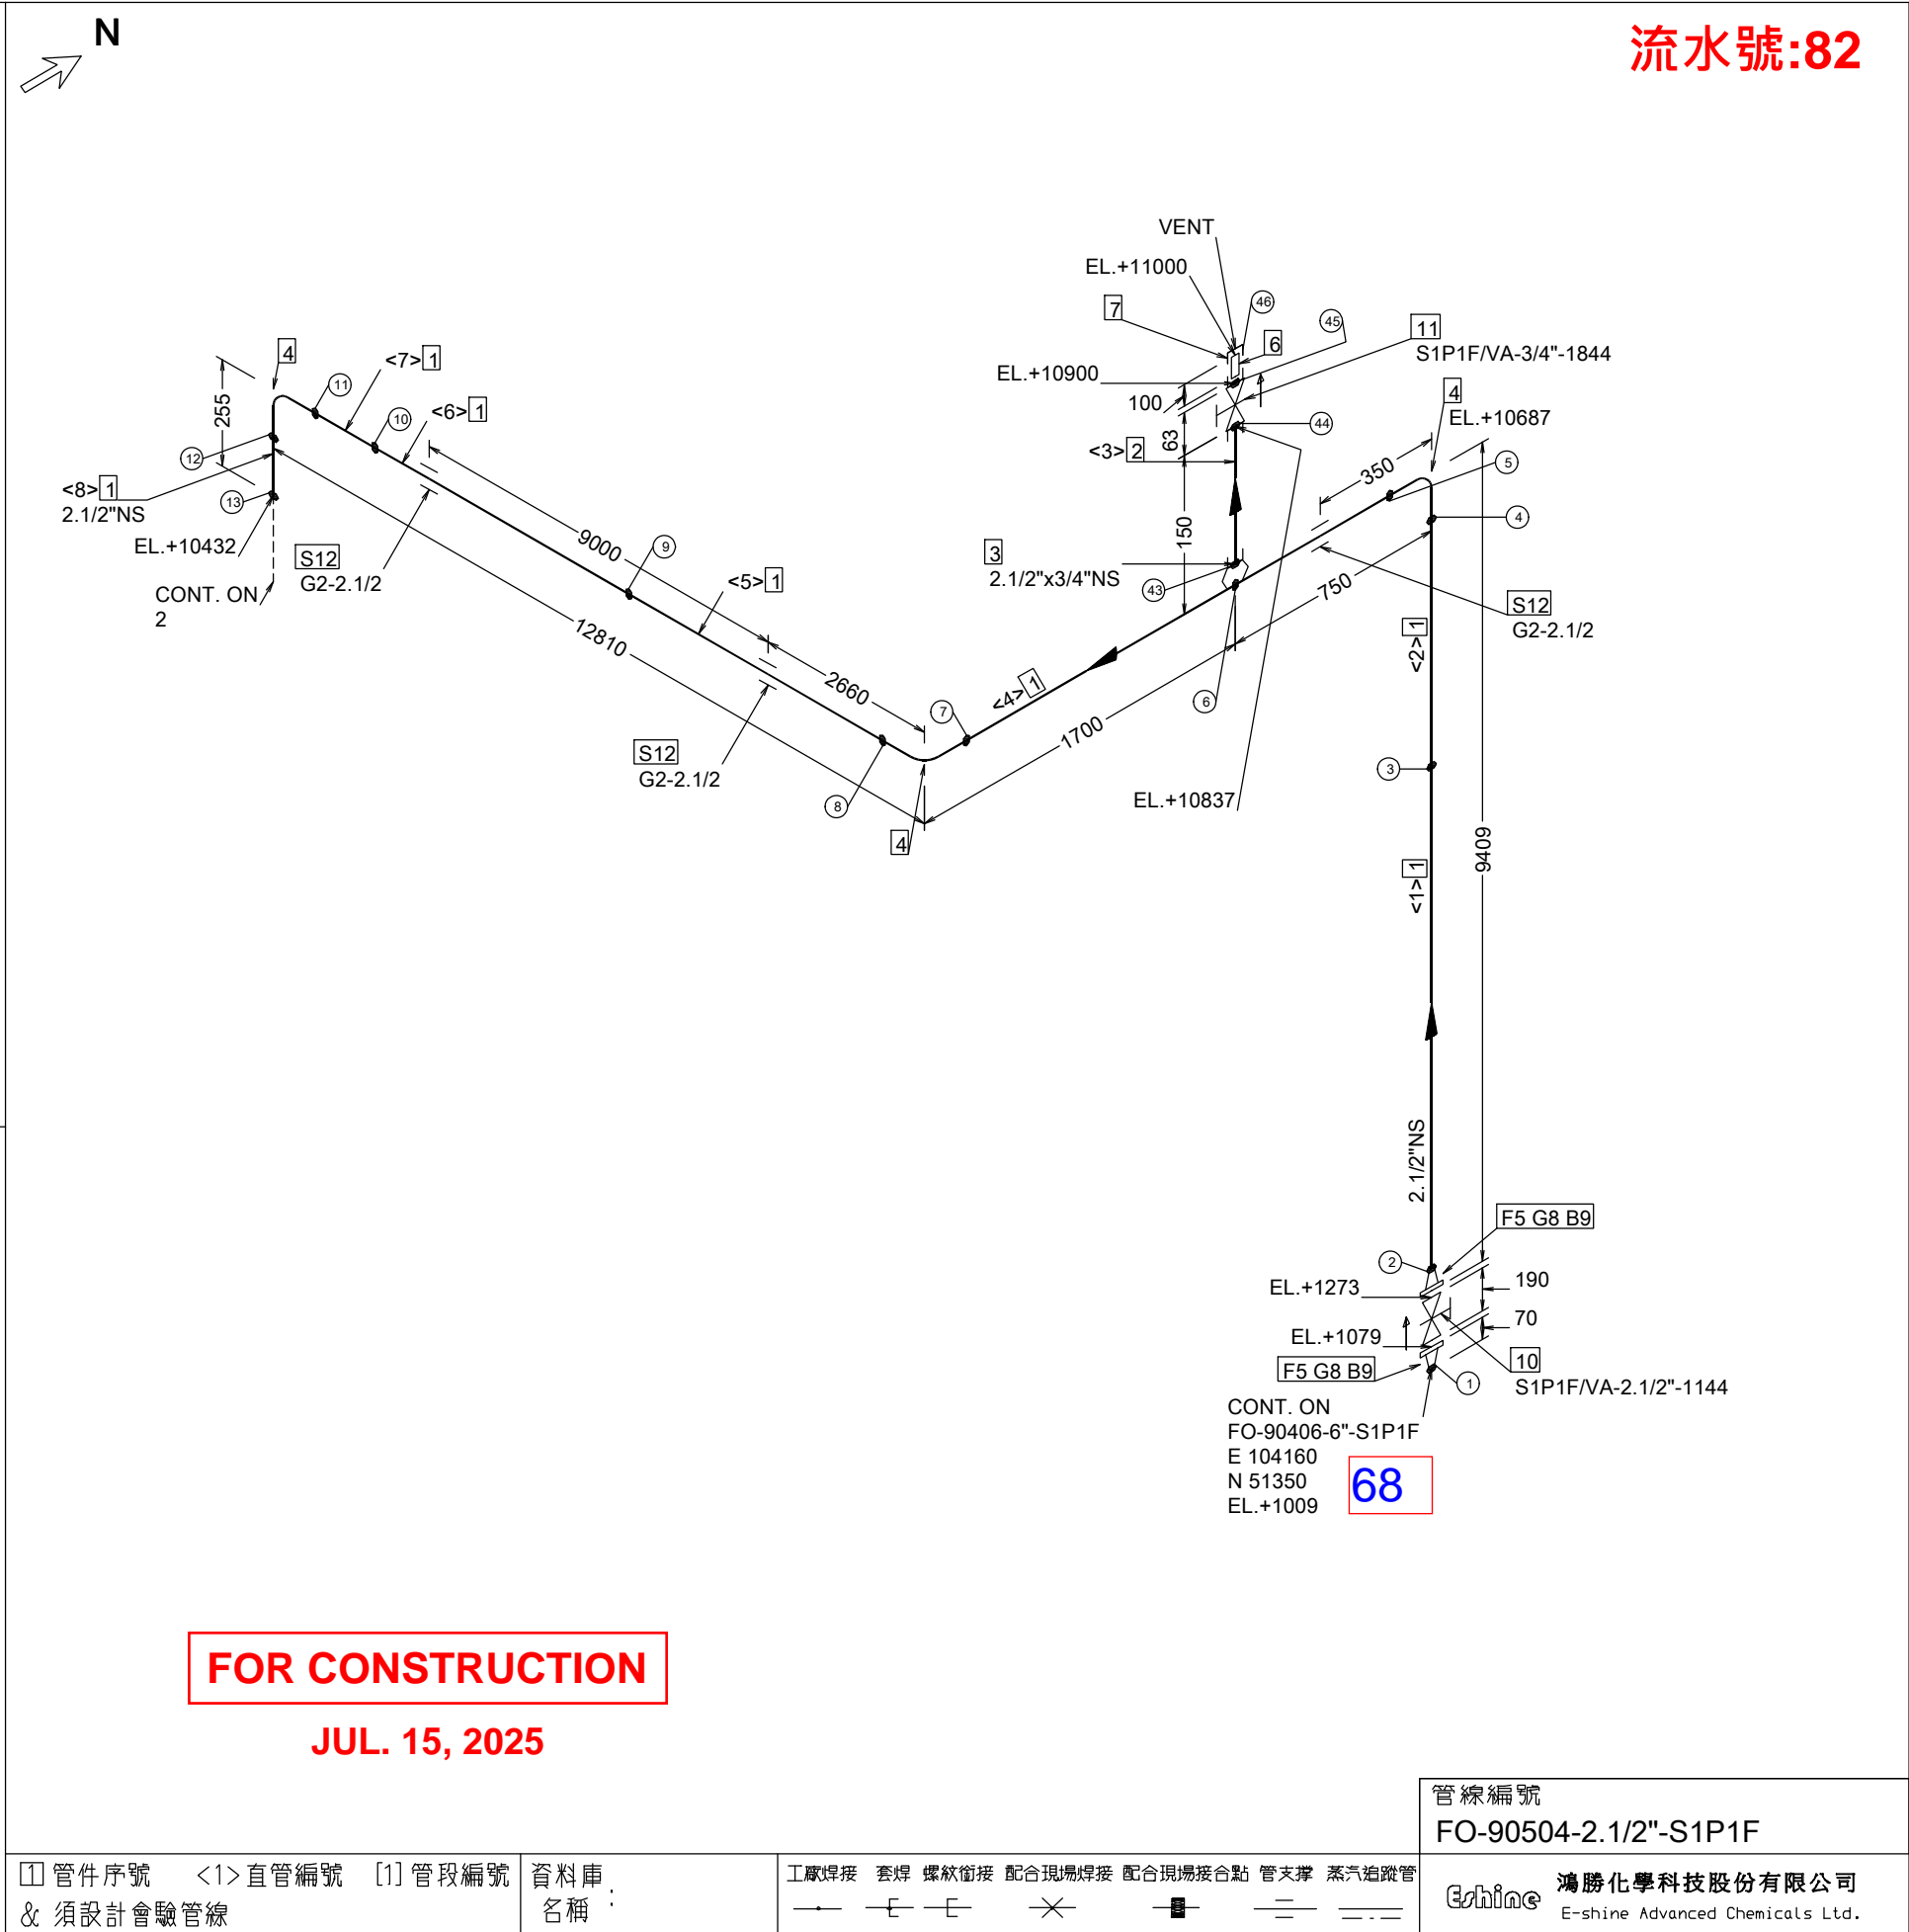 N
流水號:82
VENT
EL.+11000
7
46
45
6
11
S1P1F/VA-3/4"-1844
EL.+10900
100
63
44
4
EL.+10687
<3>2
350
5
4
150
3
2.1/2"x3/4"NS
43
750
S12
G2-2.1/2
<2>1
6
1700
EL.+10837
4
<7>1
11
10
<6>1
255
12
<8>1
2.1/2"NS
13
EL.+10432
CONT. ON
2
S12
G2-2.1/2
9000
9
<5>1
12810
2660
7
<4>1
S12
G2-2.1/2
8
4
3
9409
<1>1
2.1/2"NS
F5 G8 B9
2
EL.+1273
190
70
EL.+1079
F5 G8 B9
1
10
S1P1F/VA-2.1/2"-1144
CONT. ON
FO-90406-6"-S1P1F
E 104160
N 51350
EL.+1009
68
FOR CONSTRUCTION
JUL. 15, 2025
管線編號
FO-90504-2.1/2"-S1P1F
1 管件序號 <1>直管編號 [1] 管段編號
& 須設計會驗管線
資料庫
名稱 :
工廠焊接 套焊 螺紋銜接 配合現場焊接 配合現場接合點 管支撐 蒸汽追蹤管
Eshine
鴻勝化學科技股份有限公司
E-shine Advanced Chemicals Ltd.